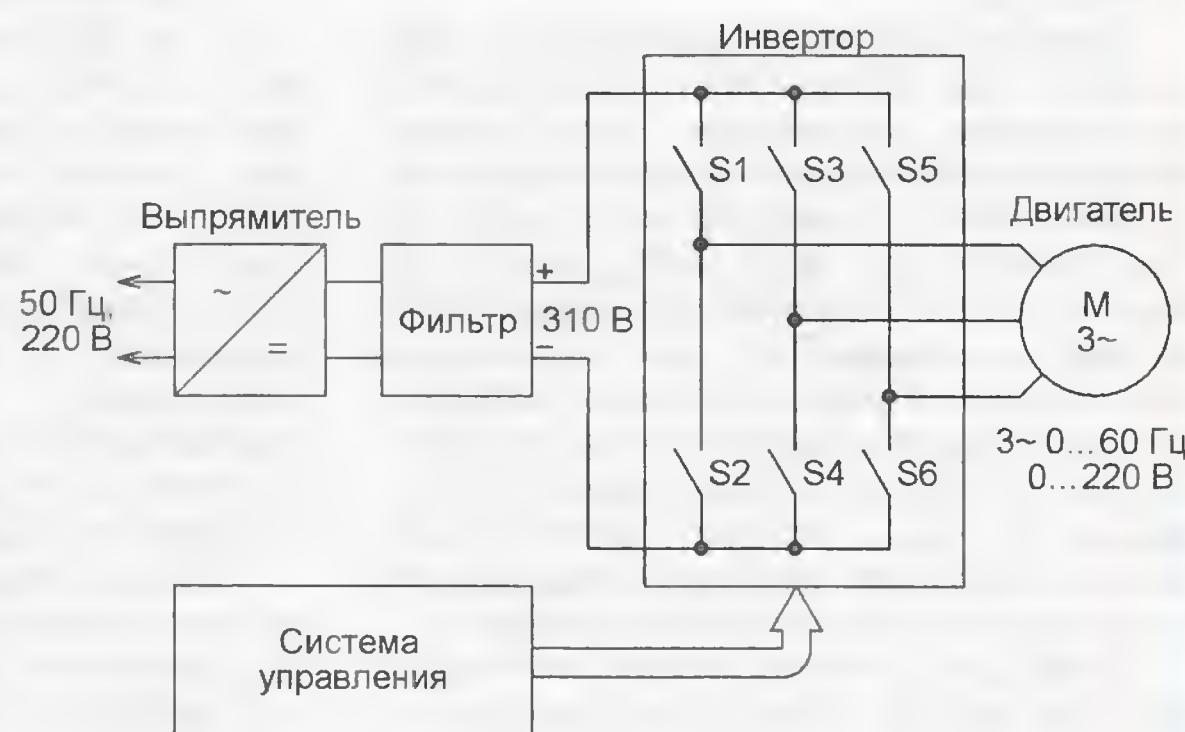 Инвертор
S1 S3 S5
Выпрямитель
Двигатель
50 Гц,
220 В
~
=
Фильтр
+
310 В
–
М
3~
S2 S4 S6
3~ 0...60 Гц
0...220 В
Система
управления